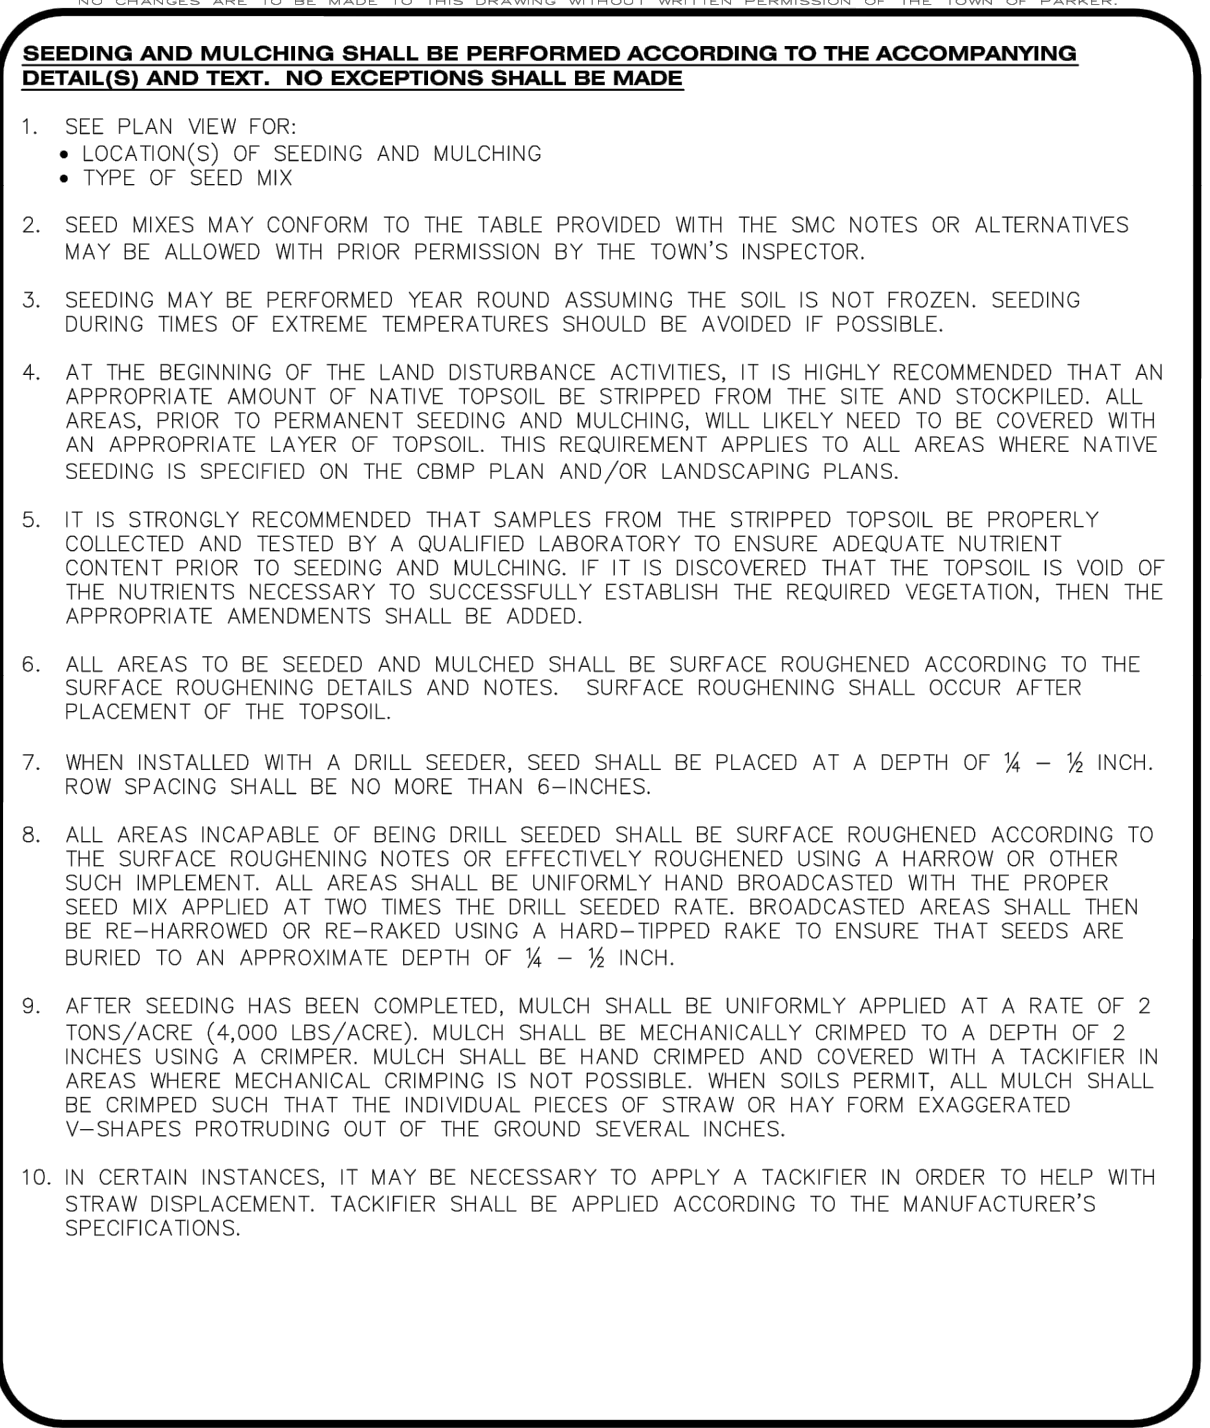 NO CHANGES ARE TO BE MADE TO THIS DRAWING WITHOUT WRITTEN PERMISSION OF THE TOWN OF PARKER.
SEEDING AND MULCHING SHALL BE PERFORMED ACCORDING TO THE ACCOMPANYING
DETAIL(S) AND TEXT. NO EXCEPTIONS SHALL BE MADE
1. SEE PLAN VIEW FOR:
• LOCATION(S) OF SEEDING AND MULCHING
• TYPE OF SEED MIX
2. SEED MIXES MAY CONFORM TO THE TABLE PROVIDED WITH THE SMC NOTES OR ALTERNATIVES
MAY BE ALLOWED WITH PRIOR PERMISSION BY THE TOWN'S INSPECTOR.
3. SEEDING MAY BE PERFORMED YEAR ROUND ASSUMING THE SOIL IS NOT FROZEN. SEEDING
DURING TIMES OF EXTREME TEMPERATURES SHOULD BE AVOIDED IF POSSIBLE.
4. AT THE BEGINNING OF THE LAND DISTURBANCE ACTIVITIES, IT IS HIGHLY RECOMMENDED THAT AN
APPROPRIATE AMOUNT OF NATIVE TOPSOIL BE STRIPPED FROM THE SITE AND STOCKPILED. ALL
AREAS, PRIOR TO PERMANENT SEEDING AND MULCHING, WILL LIKELY NEED TO BE COVERED WITH
AN APPROPRIATE LAYER OF TOPSOIL. THIS REQUIREMENT APPLIES TO ALL AREAS WHERE NATIVE
SEEDING IS SPECIFIED ON THE CBMP PLAN AND/OR LANDSCAPING PLANS.
5. IT IS STRONGLY RECOMMENDED THAT SAMPLES FROM THE STRIPPED TOPSOIL BE PROPERLY
COLLECTED AND TESTED BY A QUALIFIED LABORATORY TO ENSURE ADEQUATE NUTRIENT
CONTENT PRIOR TO SEEDING AND MULCHING. IF IT IS DISCOVERED THAT THE TOPSOIL IS VOID OF
THE NUTRIENTS NECESSARY TO SUCCESSFULLY ESTABLISH THE REQUIRED VEGETATION, THEN THE
APPROPRIATE AMENDMENTS SHALL BE ADDED.
6. ALL AREAS TO BE SEEDED AND MULCHED SHALL BE SURFACE ROUGHENED ACCORDING TO THE
SURFACE ROUGHENING DETAILS AND NOTES. SURFACE ROUGHENING SHALL OCCUR AFTER
PLACEMENT OF THE TOPSOIL.
7. WHEN INSTALLED WITH A DRILL SEEDER, SEED SHALL BE PLACED AT A DEPTH OF ¼ – ½ INCH.
ROW SPACING SHALL BE NO MORE THAN 6–INCHES.
8. ALL AREAS INCAPABLE OF BEING DRILL SEEDED SHALL BE SURFACE ROUGHENED ACCORDING TO
THE SURFACE ROUGHENING NOTES OR EFFECTIVELY ROUGHENED USING A HARROW OR OTHER
SUCH IMPLEMENT. ALL AREAS SHALL BE UNIFORMLY HAND BROADCASTED WITH THE PROPER
SEED MIX APPLIED AT TWO TIMES THE DRILL SEEDED RATE. BROADCASTED AREAS SHALL THEN
BE RE–HARROWED OR RE–RAKED USING A HARD–TIPPED RAKE TO ENSURE THAT SEEDS ARE
BURIED TO AN APPROXIMATE DEPTH OF ¼ – ½ INCH.
9. AFTER SEEDING HAS BEEN COMPLETED, MULCH SHALL BE UNIFORMLY APPLIED AT A RATE OF 2
TONS/ACRE (4,000 LBS/ACRE). MULCH SHALL BE MECHANICALLY CRIMPED TO A DEPTH OF 2
INCHES USING A CRIMPER. MULCH SHALL BE HAND CRIMPED AND COVERED WITH A TACKIFIER IN
AREAS WHERE MECHANICAL CRIMPING IS NOT POSSIBLE. WHEN SOILS PERMIT, ALL MULCH SHALL
BE CRIMPED SUCH THAT THE INDIVIDUAL PIECES OF STRAW OR HAY FORM EXAGGERATED
V–SHAPES PROTRUDING OUT OF THE GROUND SEVERAL INCHES.
10. IN CERTAIN INSTANCES, IT MAY BE NECESSARY TO APPLY A TACKIFIER IN ORDER TO HELP WITH
STRAW DISPLACEMENT. TACKIFIER SHALL BE APPLIED ACCORDING TO THE MANUFACTURER'S
SPECIFICATIONS.